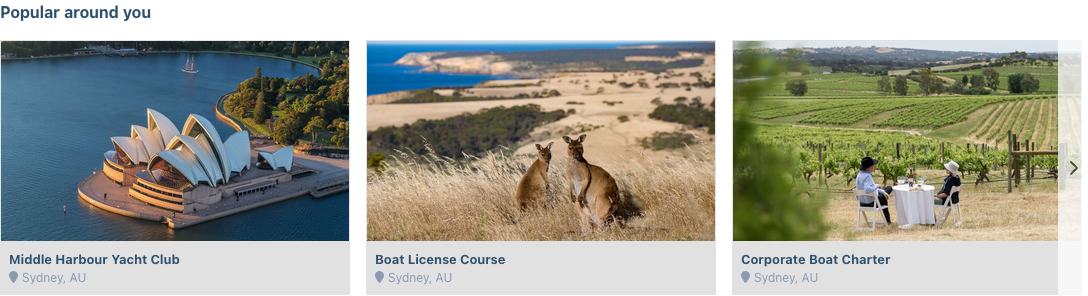 Popular around you
Middle Harbour Yacht Club
Sydney, AU
Boat License Course
Sydney, AU
Corporate Boat Charter
Sydney, AU